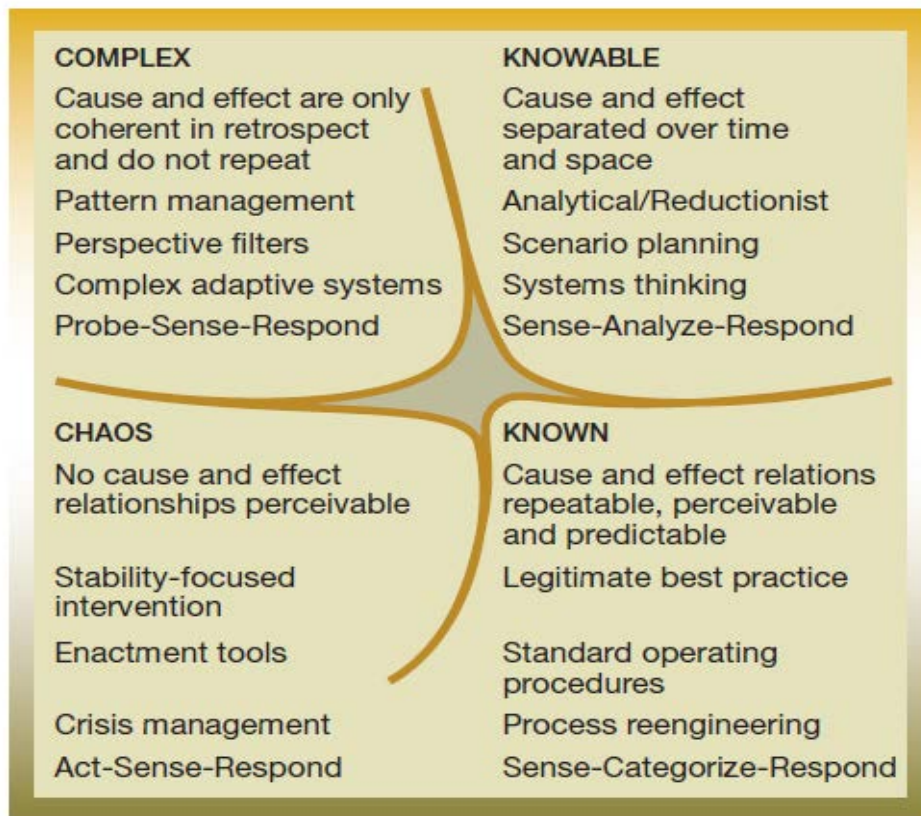 COMPLEX
Cause and effect are only
coherent in retrospect
and do not repeat
Pattern management
Perspective filters
Complex adaptive systems
Probe-Sense-Respond
KNOWABLE
Cause and effect
separated over time
and space
Analytical/Reductionist
Scenario planning
Systems thinking
Sense-Analyze-Respond
CHAOS
No cause and effect
relationships perceivable
Stability-focused
intervention
Enactment tools
Crisis management
Act-Sense-Respond
KNOWN
Cause and effect relations
repeatable, perceivable
and predictable
Legitimate best practice
Standard operating
procedures
Process reengineering
Sense-Categorize-Respond